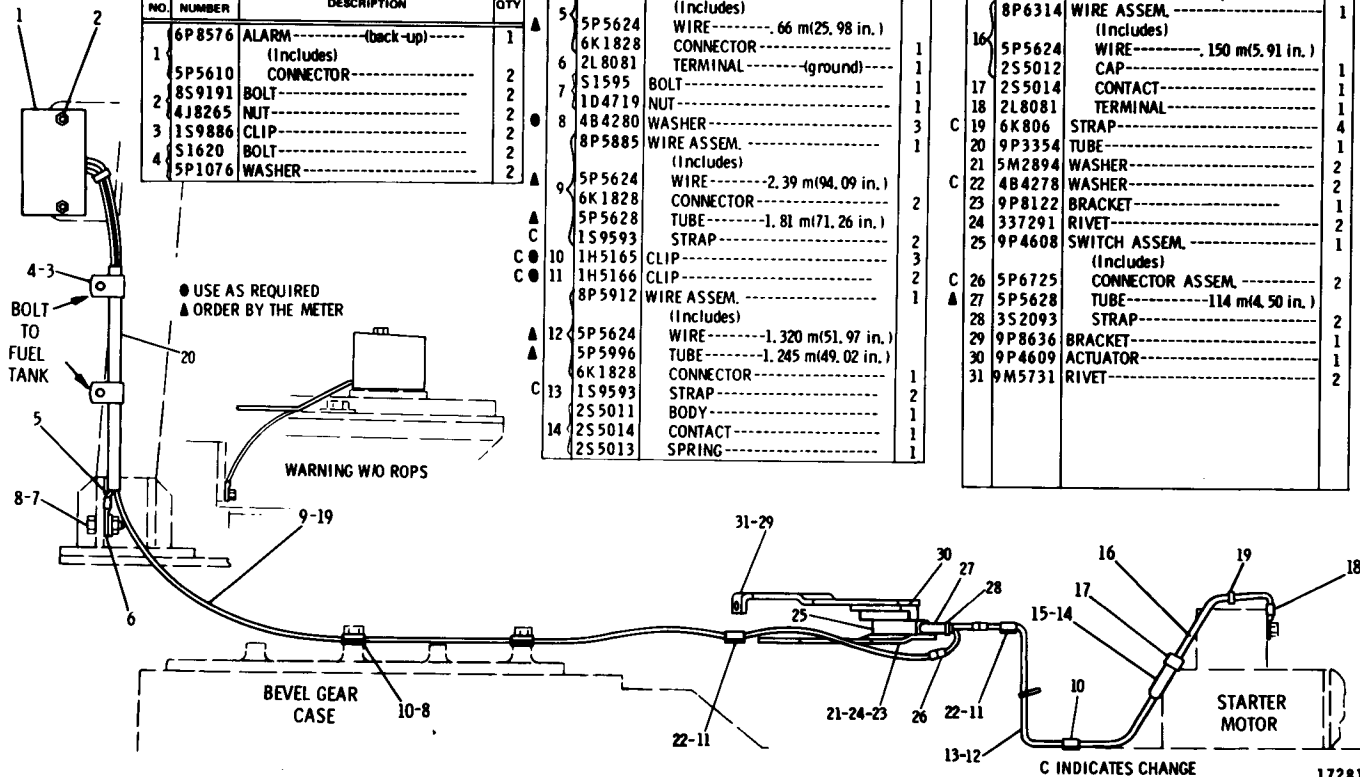 NO. NUMBER DESCRIPTION QTY
1 6P8576 ALARM--------(back-up)----- 1
(Includes)
5P5610 CONNECTOR 2
2 8S9191 BOLT 2
4J8265 NUT 2
3 1S9886 CLIP 2
4 S1620 BOLT 2
5P1076 WASHER 2
(Includes)
5 ▲ 5P5624 WIRE------.66 m(25.98 in.)
6K1828 CONNECTOR 1
6 2L8081 TERMINAL ------(ground)---- 1
7 S1595 BOLT 1
1D4719 NUT 1
● 8 4B4280 WASHER 3
8P5885 WIRE ASSEM. 1
(Includes)
▲ 9 5P5624 WIRE--------2.39 m(94.09 in.)
6K1828 CONNECTOR 2
▲ 5P5628 TUBE-------1.81 m(71.26 in.)
C 1S9593 STRAP 2
C ● 10 1H5165 CLIP 3
C ● 11 1H5166 CLIP 2
8P5912 WIRE ASSEM. 1
(Includes)
▲ 12 5P5624 WIRE-------1.320 m(51.97 in.)
▲ 5P5996 TUBE-------1.245 m(49.02 in.)
6K1828 CONNECTOR 1
C 13 1S9593 STRAP 2
2S5011 BODY 1
14 2S5014 CONTACT 1
2S5013 SPRING 1
8P6314 WIRE ASSEM. 1
(Includes)
16 5P5624 WIRE---------.150 m(5.91 in.)
2S5012 CAP 1
17 2S5014 CONTACT 1
18 2L8081 TERMINAL 1
C 19 6K806 STRAP 4
20 9P3354 TUBE 1
21 5M2894 WASHER 2
C 22 4B4278 WASHER 2
23 9P8122 BRACKET 1
24 337291 RIVET 2
25 9P4608 SWITCH ASSEM. 1
(Includes)
C 26 5P6725 CONNECTOR ASSEM. 2
▲ 27 5P5628 TUBE---------114 m(4.50 in.)
28 3S2093 STRAP 2
29 9P8636 BRACKET 1
30 9P4609 ACTUATOR 1
31 9M5731 RIVET 2
1 2
4-3
BOLT
TO
FUEL
TANK
● USE AS REQUIRED
▲ ORDER BY THE METER
20
5
WARNING W/O ROPS
8-7
9-19
6
31-29
30
27
28
25
16
19
18
17
15-14
BEVEL GEAR
CASE
10-8
22-11
21-24-23
26
22-11
10
13-12
STARTER
MOTOR
C INDICATES CHANGE
17281